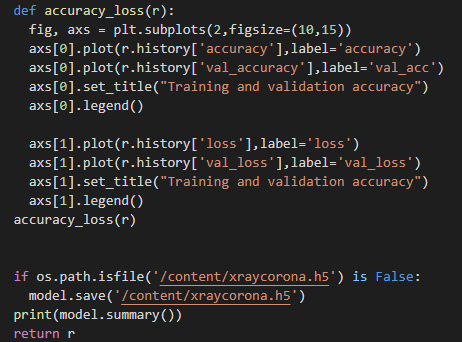 def accuracy_loss(r):
  fig, axs = plt.subplots(2,figsize=(10,15))
  axs[0].plot(r.history['accuracy'],label='accuracy')
  axs[0].plot(r.history['val_accuracy'],label='val_acc')
  axs[0].set_title("Training and validation accuracy")
  axs[0].legend()

  axs[1].plot(r.history['loss'],label='loss')
  axs[1].plot(r.history['val_loss'],label='val_loss')
  axs[1].set_title("Training and validation accuracy")
  axs[1].legend()
accuracy_loss(r)

if os.path.isfile('/content/xraycorona.h5') is False:
  model.save('/content/xraycorona.h5')
print(model.summary())
return r